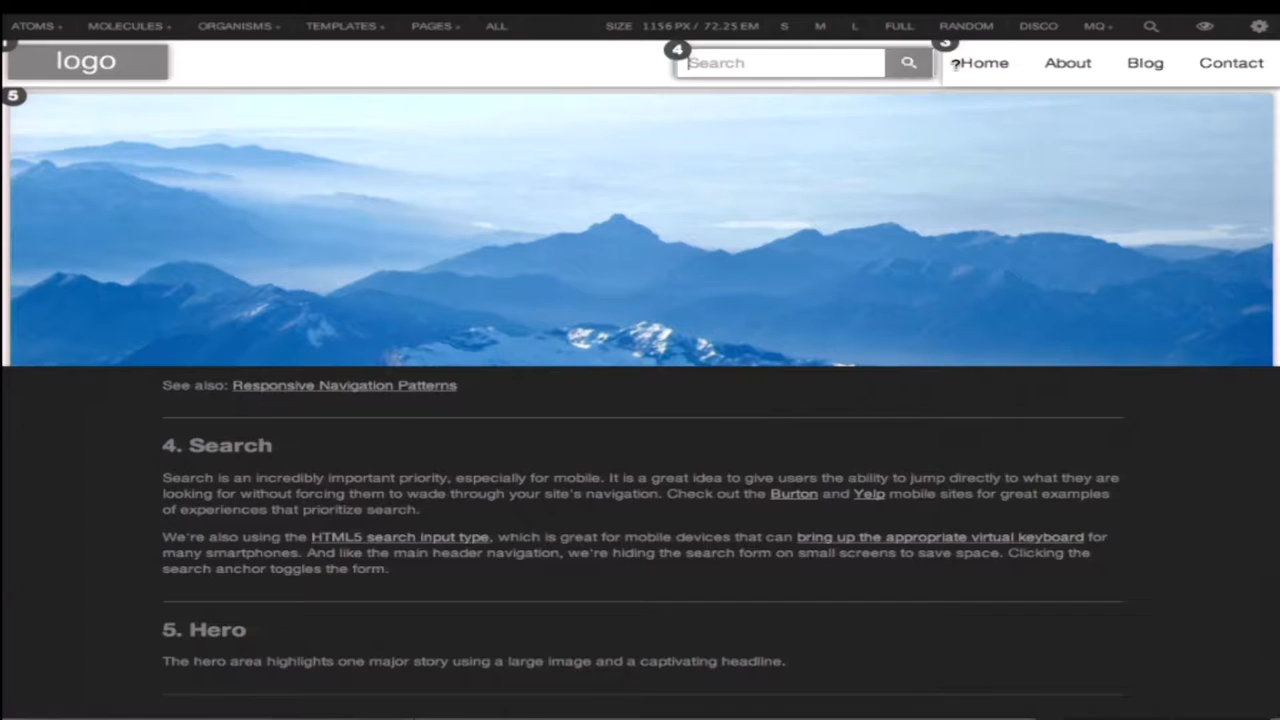 ATOMS MOLECULES ORGANISMS TEMPLATES PAGES ALL SIZE 1156 PX / 72.25 EM S M L FULL RANDOM DISCO MQ
logo 4 Search 3 ?Home About Blog Contact
5
See also: Responsive Navigation Patterns
4. Search
Search is an incredibly important priority, especially for mobile. It is a great idea to give users the ability to jump directly to what they are
looking for without forcing them to wade through your site's navigation. Check out the Burton and Yelp mobile sites for great examples
of experiences that prioritize search.
We're also using the HTML5 search input type, which is great for mobile devices that can bring up the appropriate virtual keyboard for
many smartphones. And like the main header navigation, we're hiding the search form on small screens to save space. Clicking the
search anchor toggles the form.
5. Hero
The hero area highlights one major story using a large image and a captivating headline.